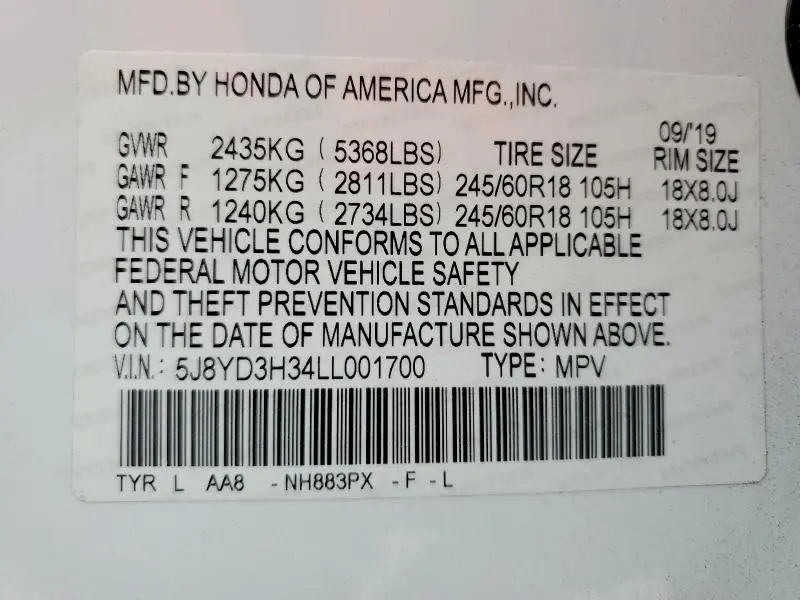 MFD.BY HONDA OF AMERICA MFG.,INC.
09/'19
GVWR 2435KG ( 5368LBS) TIRE SIZE RIM SIZE
GAWR F 1275KG ( 2811LBS) 245/60R18 105H 18X8.0J
GAWR R 1240KG ( 2734LBS) 245/60R18 105H 18X8.0J
THIS VEHICLE CONFORMS TO ALL APPLICABLE
FEDERAL MOTOR VEHICLE SAFETY
AND THEFT PREVENTION STANDARDS IN EFFECT
ON THE DATE OF MANUFACTURE SHOWN ABOVE.
V.I.N.: 5J8YD3H34LL001700 TYPE: MPV
TYR L AA8 -NH883PX -F -L